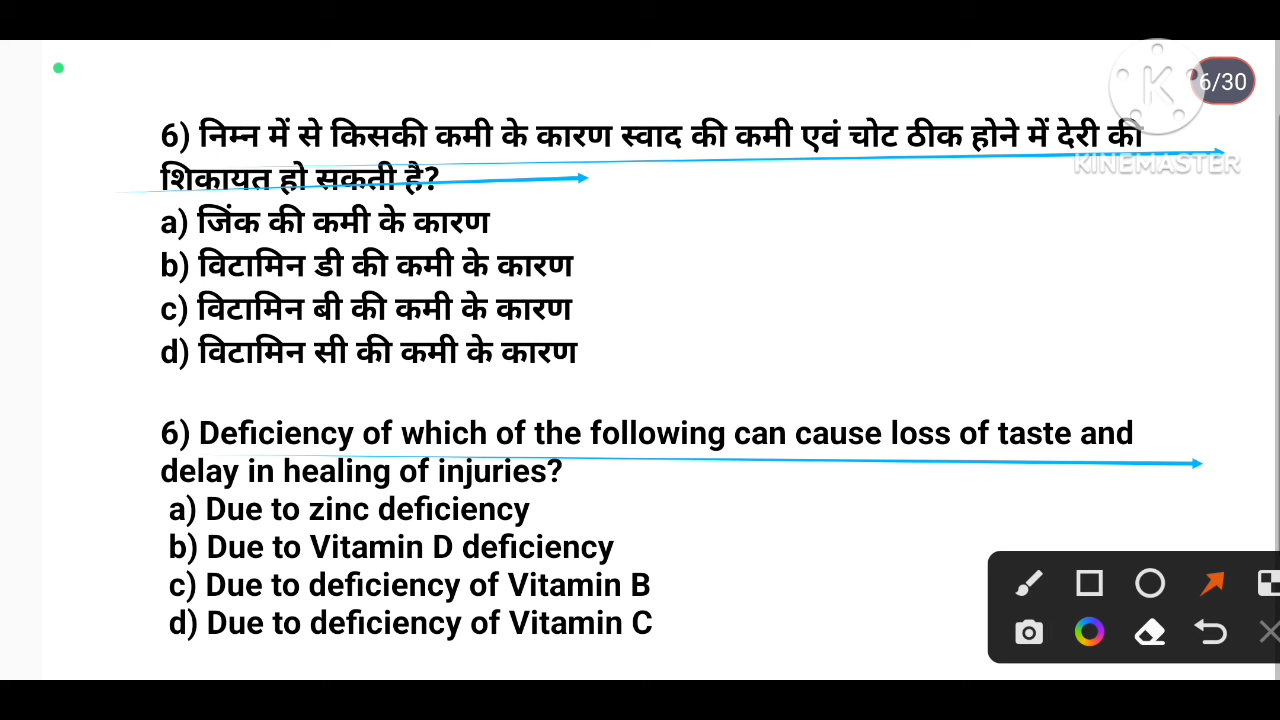 6/30
KINEMASTER
6) निम्न में से किसकी कमी के कारण स्वाद की कमी एवं चोट ठीक होने में देरी की
शिकायत हो सकती है?
a) जिंक की कमी के कारण
b) विटामिन डी की कमी के कारण
c) विटामिन बी की कमी के कारण
d) विटामिन सी की कमी के कारण
6) Deficiency of which of the following can cause loss of taste and
delay in healing of injuries?
a) Due to zinc deficiency
b) Due to Vitamin D deficiency
c) Due to deficiency of Vitamin B
d) Due to deficiency of Vitamin C